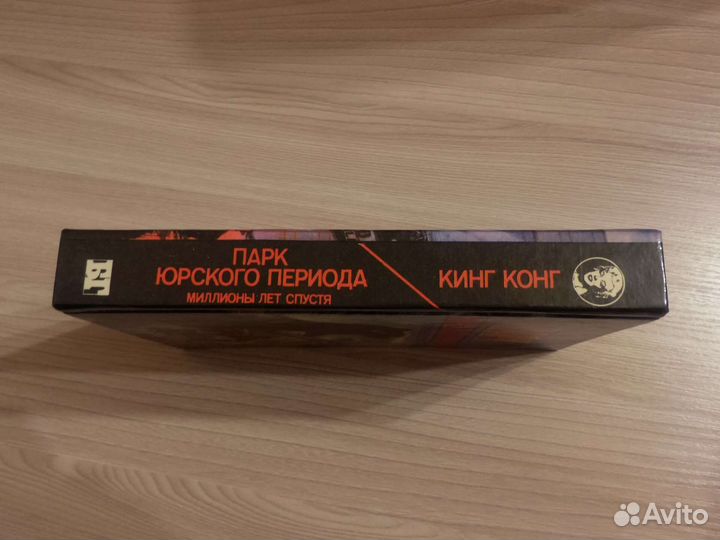 ПАРК
ЮРСКОГО ПЕРИОДА
МИЛЛИОНЫ ЛЕТ СПУСТЯ
КИНГ КОНГ
Avito